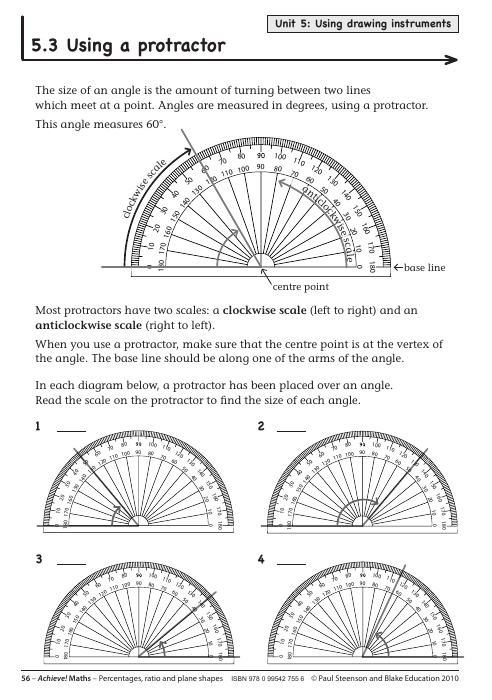 Unit 5: Using drawing instruments
5.3 Using a protractor
The size of an angle is the amount of turning between two lines
which meet at a point. Angles are measured in degrees, using a protractor.
This angle measures 60°.
clockwise scale
anticlockwise scale
base line
centre point
Most protractors have two scales: a clockwise scale (left to right) and an
anticlockwise scale (right to left).
When you use a protractor, make sure that the centre point is at the vertex of
the angle. The base line should be along one of the arms of the angle.
In each diagram below, a protractor has been placed over an angle.
Read the scale on the protractor to find the size of each angle.
1 ____
2 ____
3 ____
4 ____
56 – Achieve! Maths – Percentages, ratio and plane shapes ISBN 978 0 99542 755 6 © Paul Steenson and Blake Education 2010